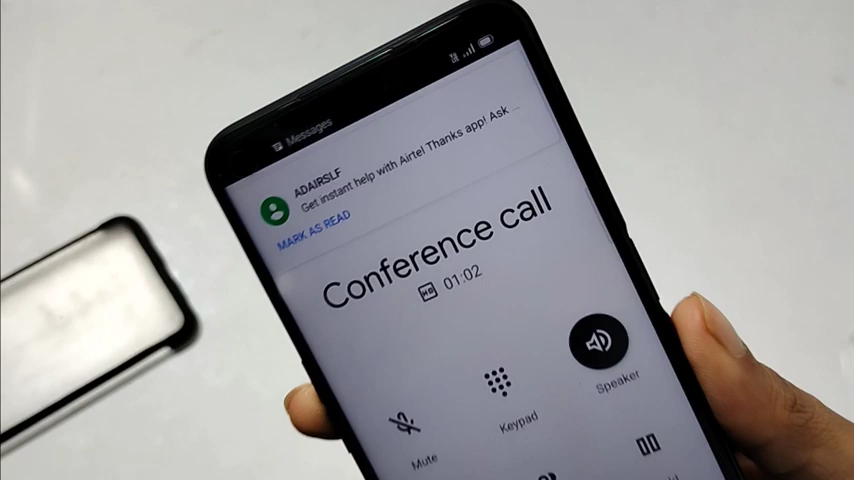 Messages
ADAIRSLF
Get instant help with Airtel Thanks app! Ask ...
MARK AS READ
Conference call
HD 01:02
Speaker
Keypad
Mute